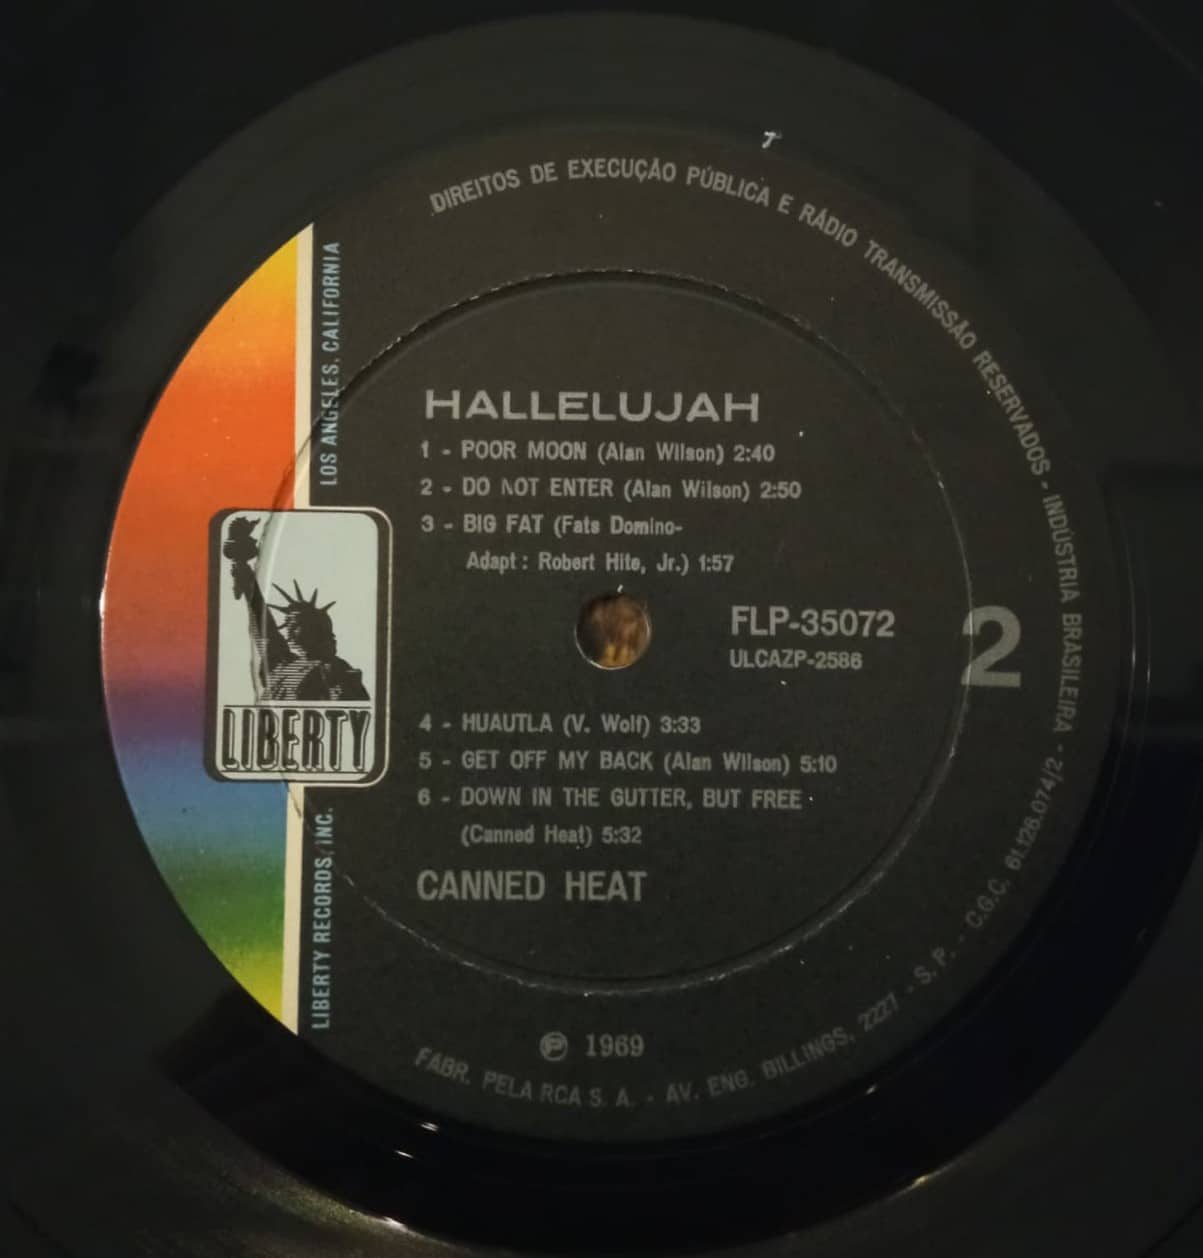 DIREITOS DE EXECUÇÃO PÚBLICA E RÁDIO TRANSMISSÃO RESERVADOS - INDÚSTRIA BRASILEIRA -
LOS ANGELES, CALIFORNIA
HALLELUJAH
1 - POOR MOON (Alan Wilson) 2:40
2 - DO NOT ENTER (Alan Wilson) 2:50
3 - BIG FAT (Fats Domino-
Adapt : Robert Hite, Jr.) 1:57
FLP-35072
ULCAZP-2586
2
LIBERTY
4 - HUAUTLA (V. Wolf) 3:33
5 - GET OFF MY BACK (Alan Wilson) 5:10
6 - DOWN IN THE GUTTER, BUT FREE
(Canned Heat) 5:32
CANNED HEAT
LIBERTY RECORDS, INC.
℗ 1969
FABR. PELA RCA S. A. - AV. ENG. BILLINGS, 2227 - S. P. - C.G.C. 61.126.074/2